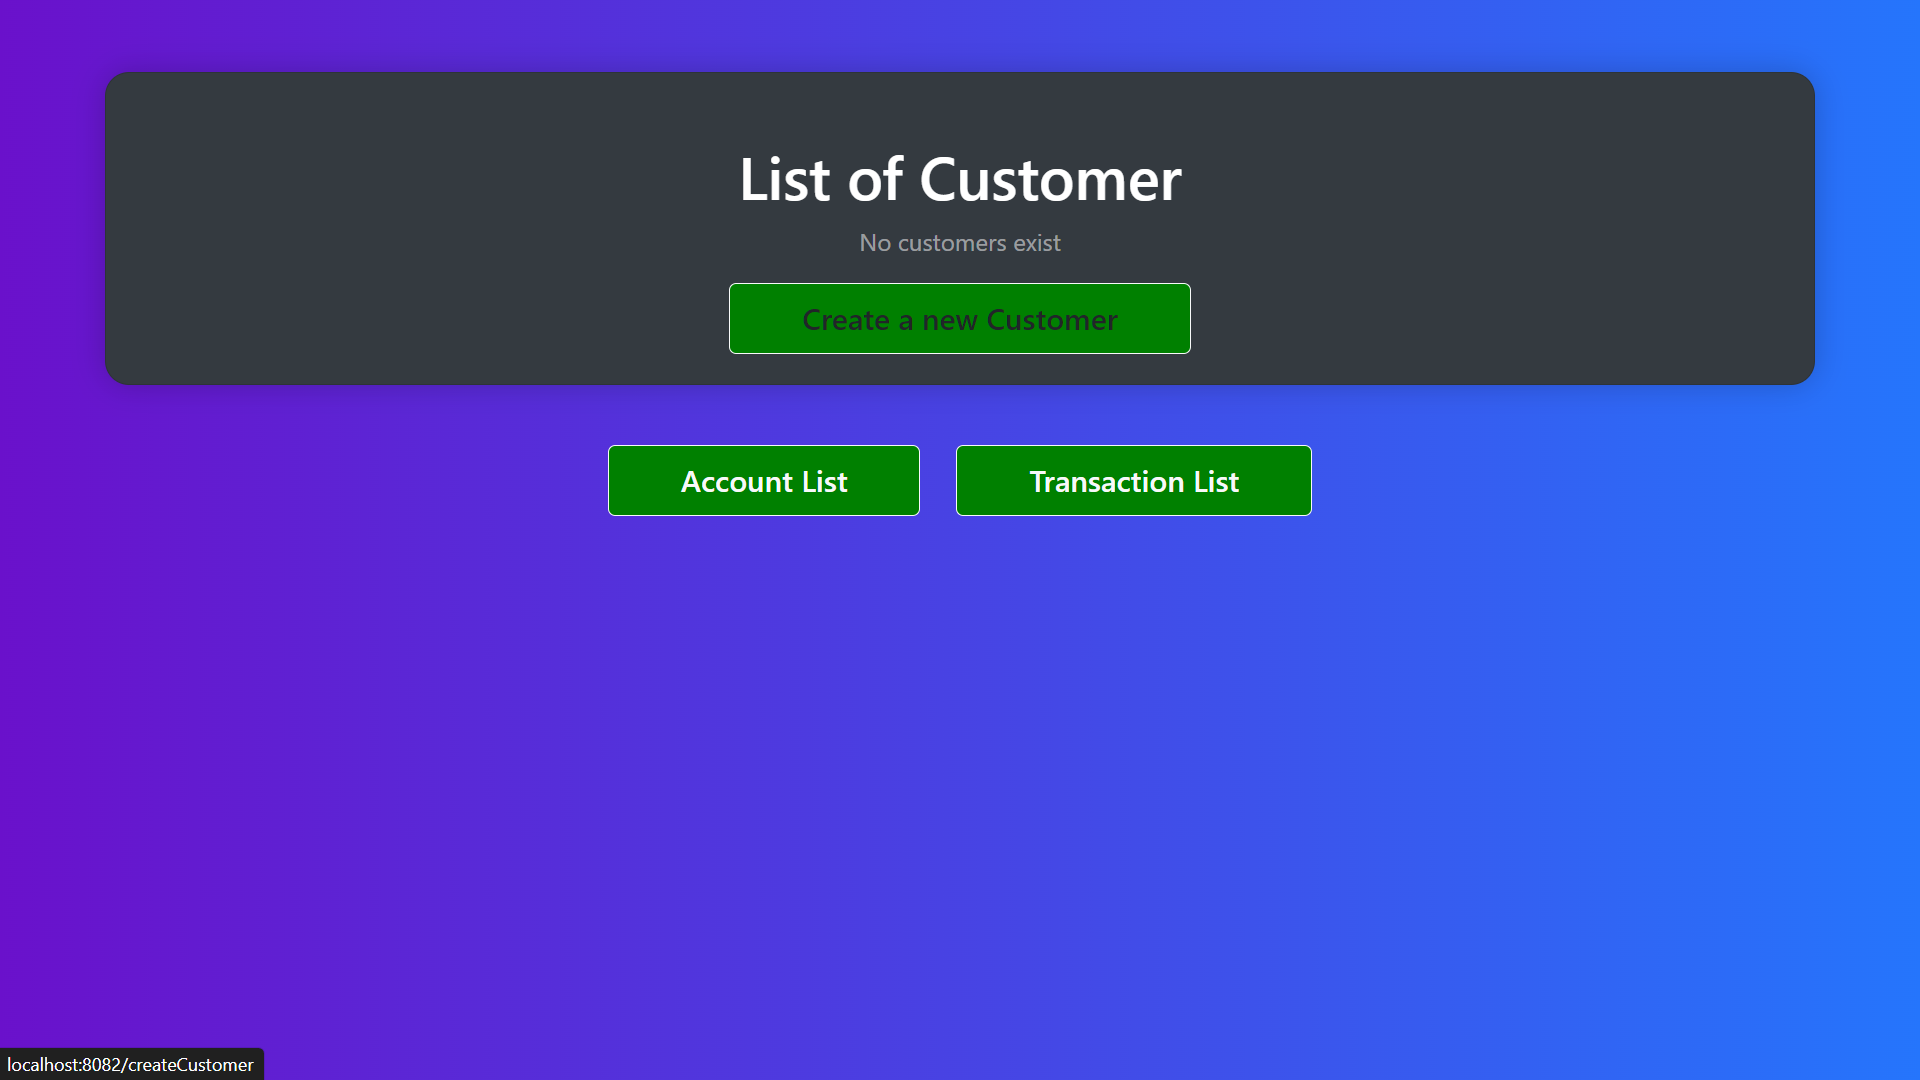 List of Customer
No customers exist
Create a new Customer
Account List
Transaction List
localhost:8082/createCustomer